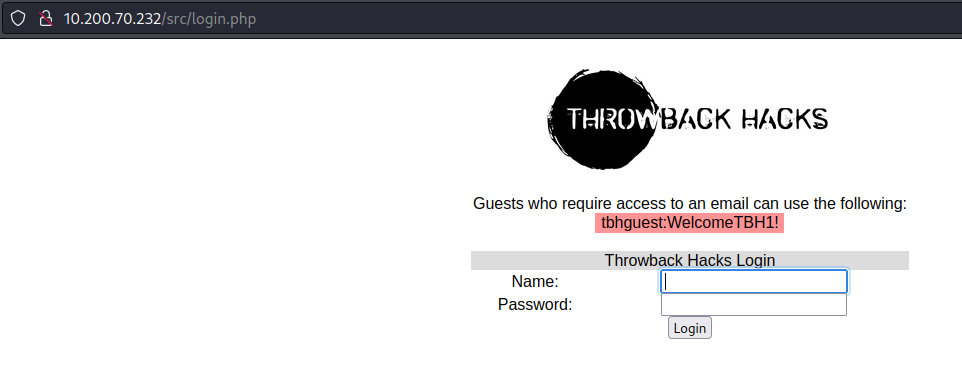 10.200.70.232/src/login.php
THROWBACK HACKS
Guests who require access to an email can use the following:
tbhguest:WelcomeTBH1!
Throwback Hacks Login
Name:
Password:
Login